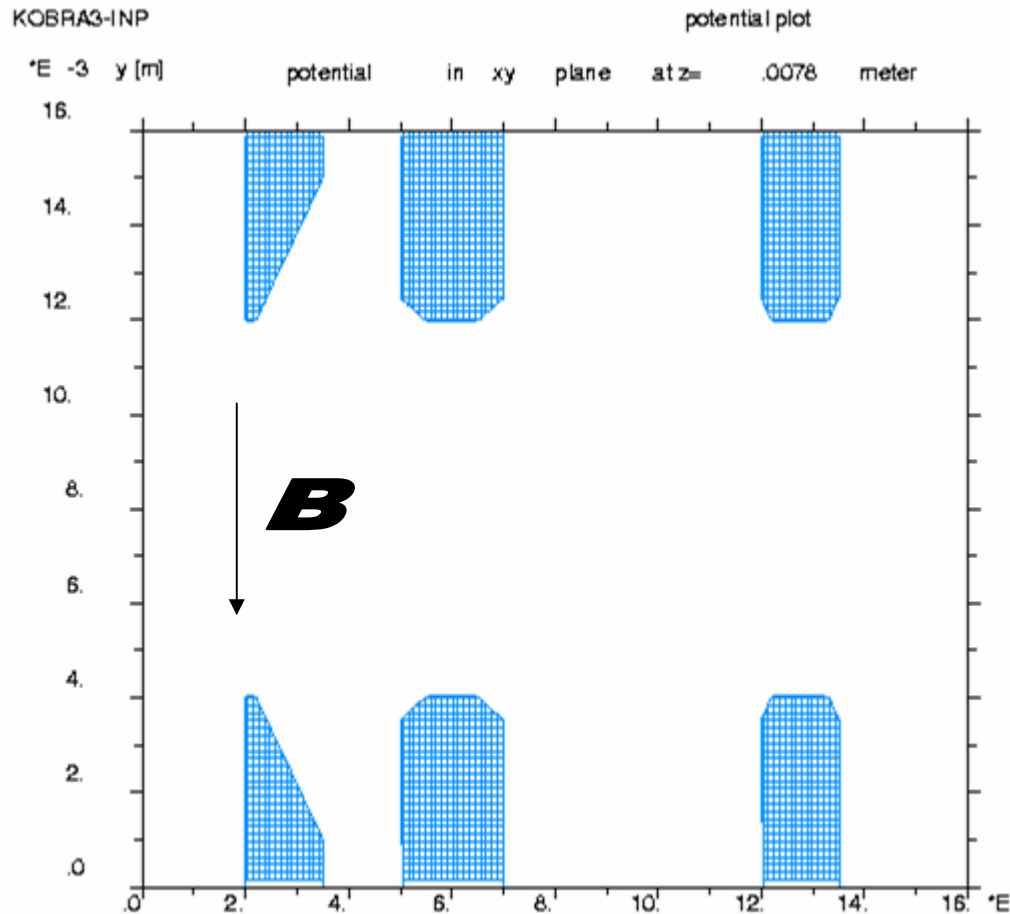 KOBRA3-INP potential plot
*E -3 y [m] potential in xy plane at z= .0078 meter
16.
14.
12.
10.
8.
B
6.
4.
2.
.0
.0 2. 4. 6. 8. 10. 12. 14. 16. *E